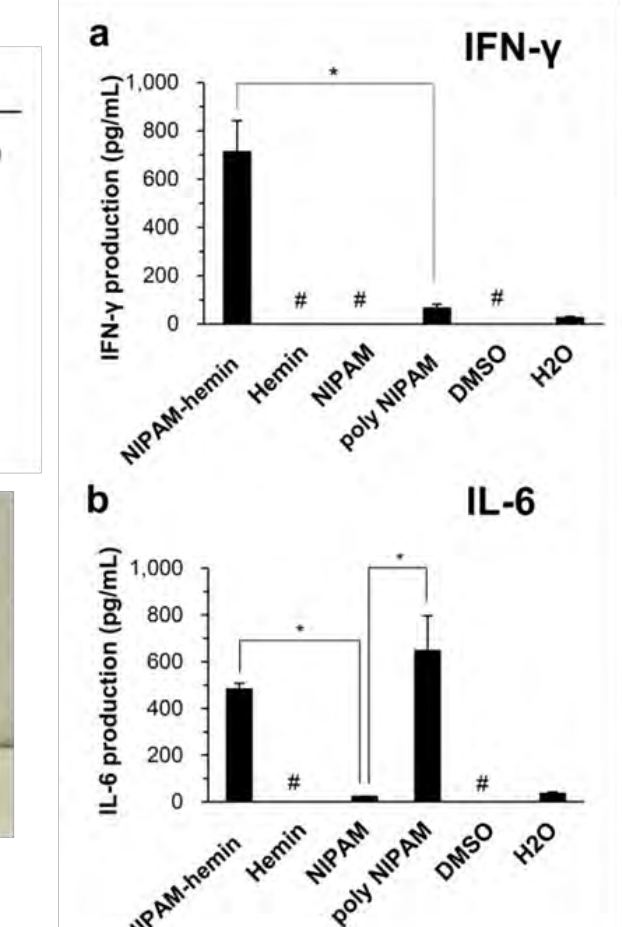 a
IFN-γ
IFN-γ production (pg/mL)
1,000
800
600
400
200
0
*
# # #
NIPAM-hemin
Hemin
NIPAM
poly NIPAM
DMSO
H2O
b
IL-6
IL-6 production (pg/mL)
1,000
800
600
400
200
0
*
*
# #
NIPAM-hemin
Hemin
NIPAM
poly NIPAM
DMSO
H2O